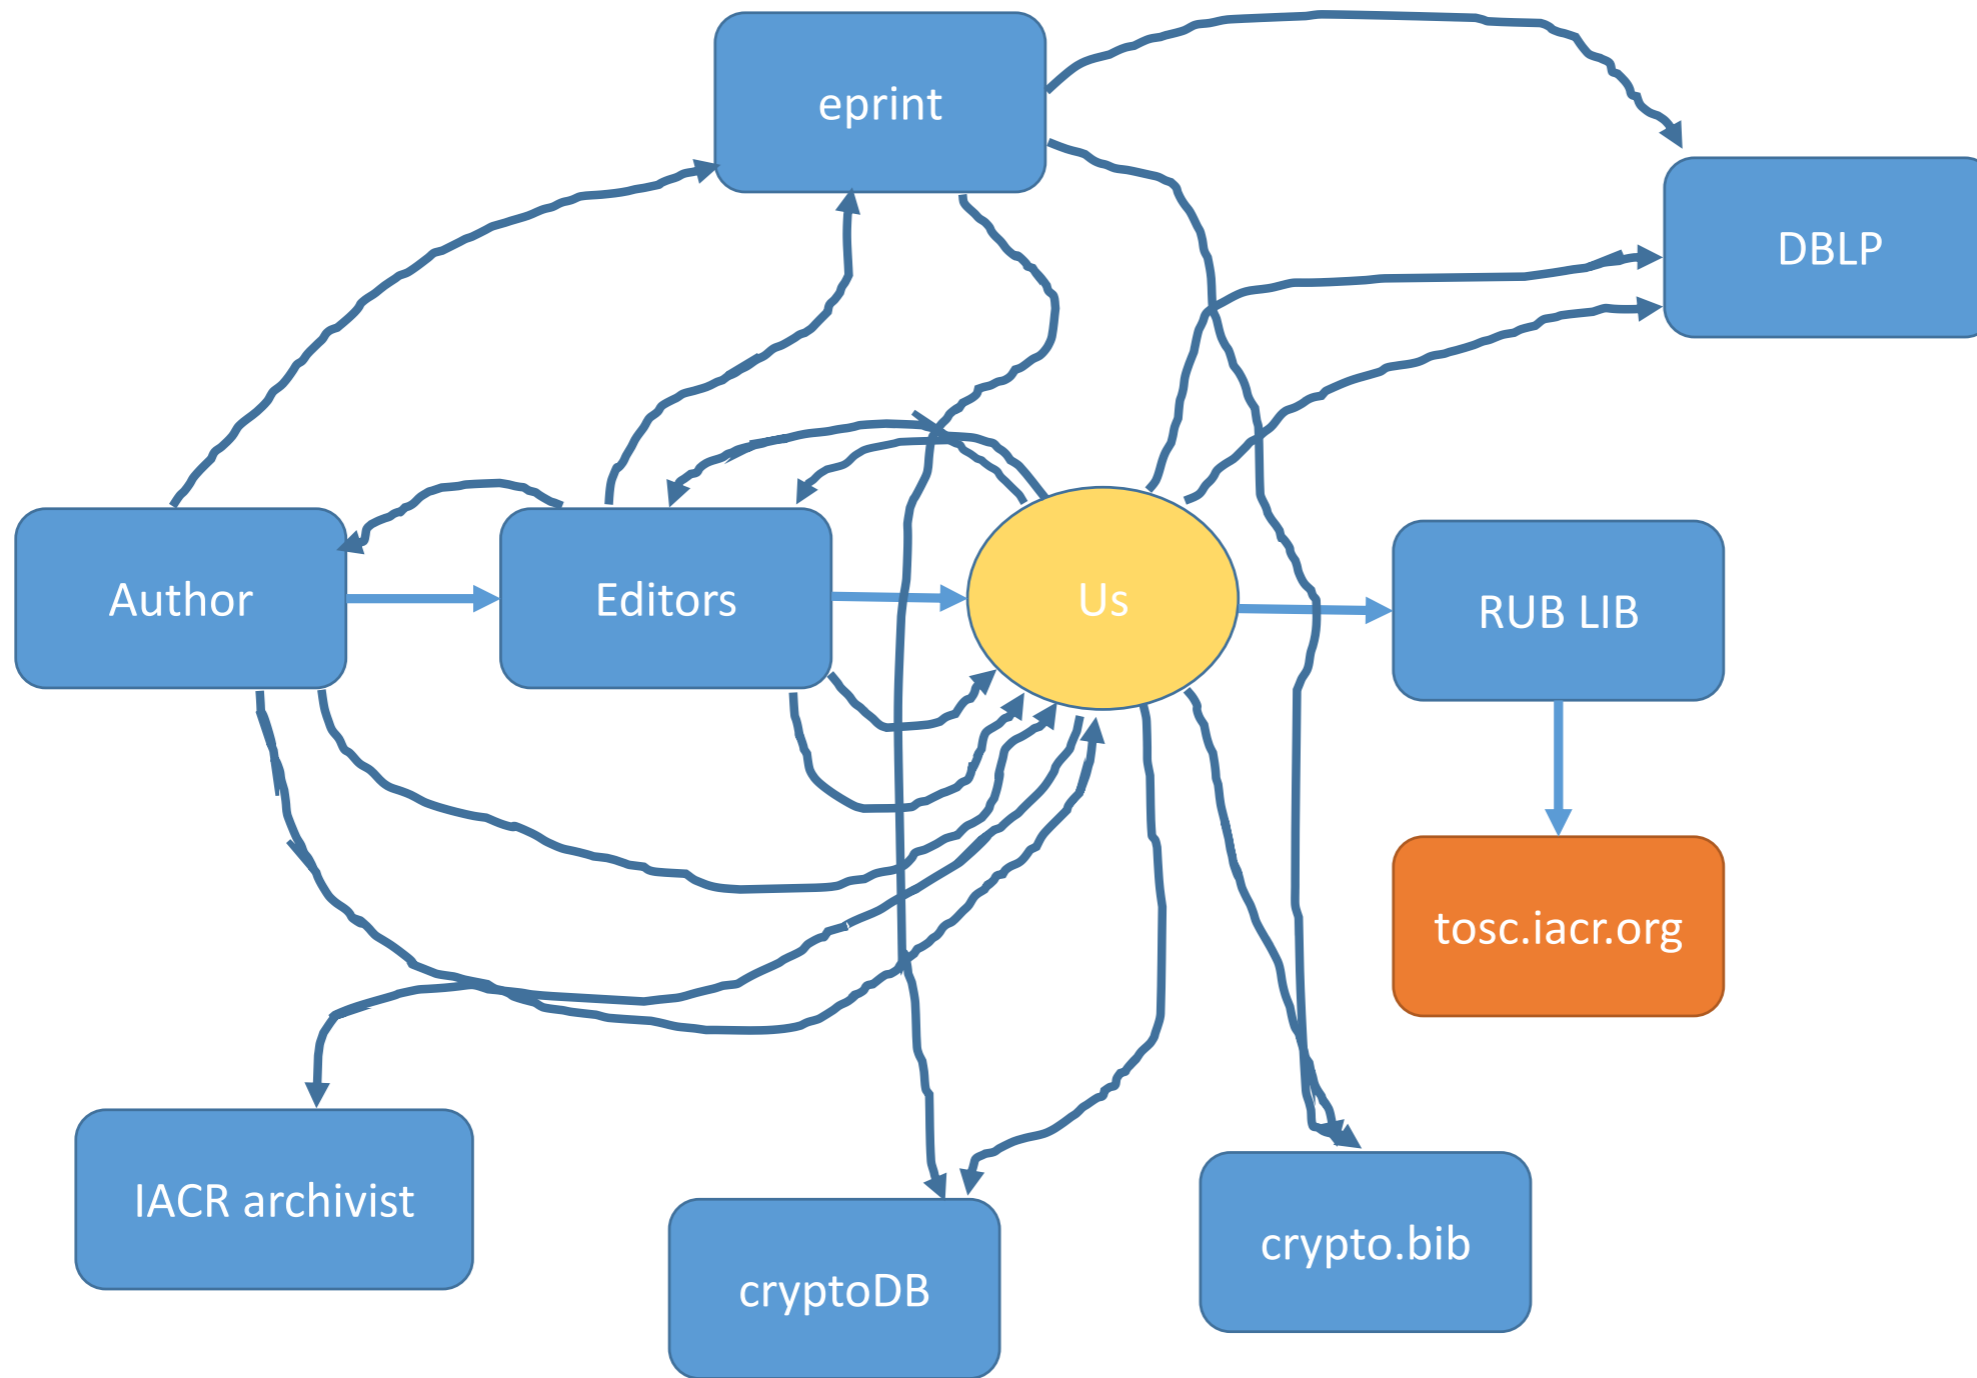 eprint
DBLP
Author
Editors
Us
RUB LIB
tosc.iacr.org
IACR archivist
cryptoDB
crypto.bib